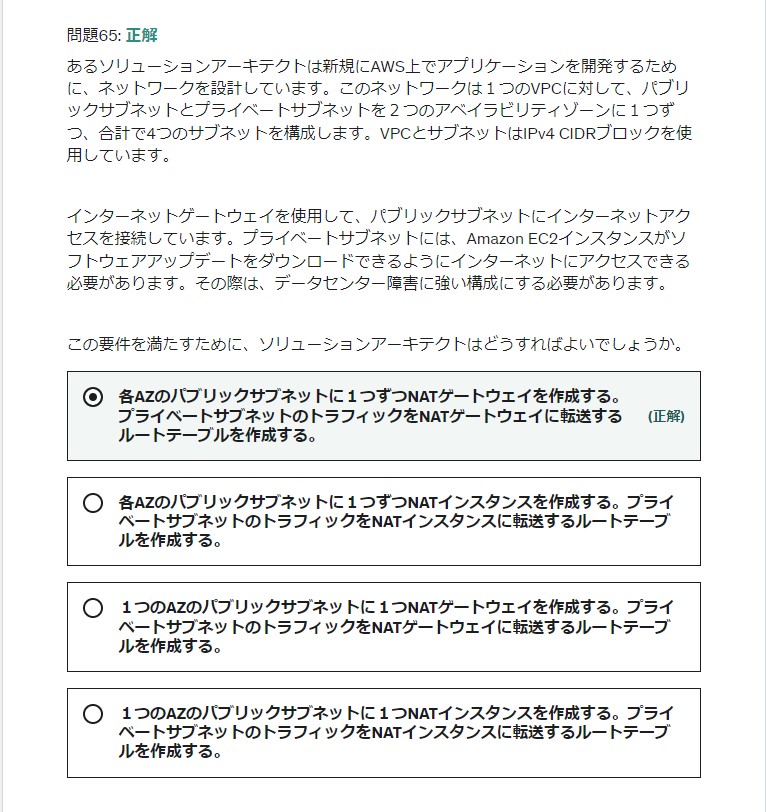 問題65: 正解
あるソリューションアーキテクトは新規にAWS上でアプリケーションを開発するため
に、ネットワークを設計しています。このネットワークは１つのVPCに対して、パブリ
ックサブネットとプライベートサブネットを２つのアベイラビリティゾーンに１つず
つ、合計で4つのサブネットを構成します。VPCとサブネットはIPv4 CIDRブロックを使
用しています。
インターネットゲートウェイを使用して、パブリックサブネットにインターネットアク
セスを接続しています。プライベートサブネットには、Amazon EC2インスタンスがソ
フトウェアアップデートをダウンロードできるようにインターネットにアクセスできる
必要があります。その際は、データセンター障害に強い構成にする必要があります。
この要件を満たすために、ソリューションアーキテクトはどうすればよいでしょうか。
各AZのパブリックサブネットに１つずつNATゲートウェイを作成する。
プライベートサブネットのトラフィックをNATゲートウェイに転送する (正解)
ルートテーブルを作成する。
各AZのパブリックサブネットに１つずつNATインスタンスを作成する。プライ
ベートサブネットのトラフィックをNATインスタンスに転送するルートテーブ
ルを作成する。
１つのAZのパブリックサブネットに１つNATゲートウェイを作成する。プライ
ベートサブネットのトラフィックをNATゲートウェイに転送するルートテーブ
ルを作成する。
１つのAZのパブリックサブネットに１つNATインスタンスを作成する。プライ
ベートサブネットのトラフィックをNATインスタンスに転送するルートテーブ
ルを作成する。